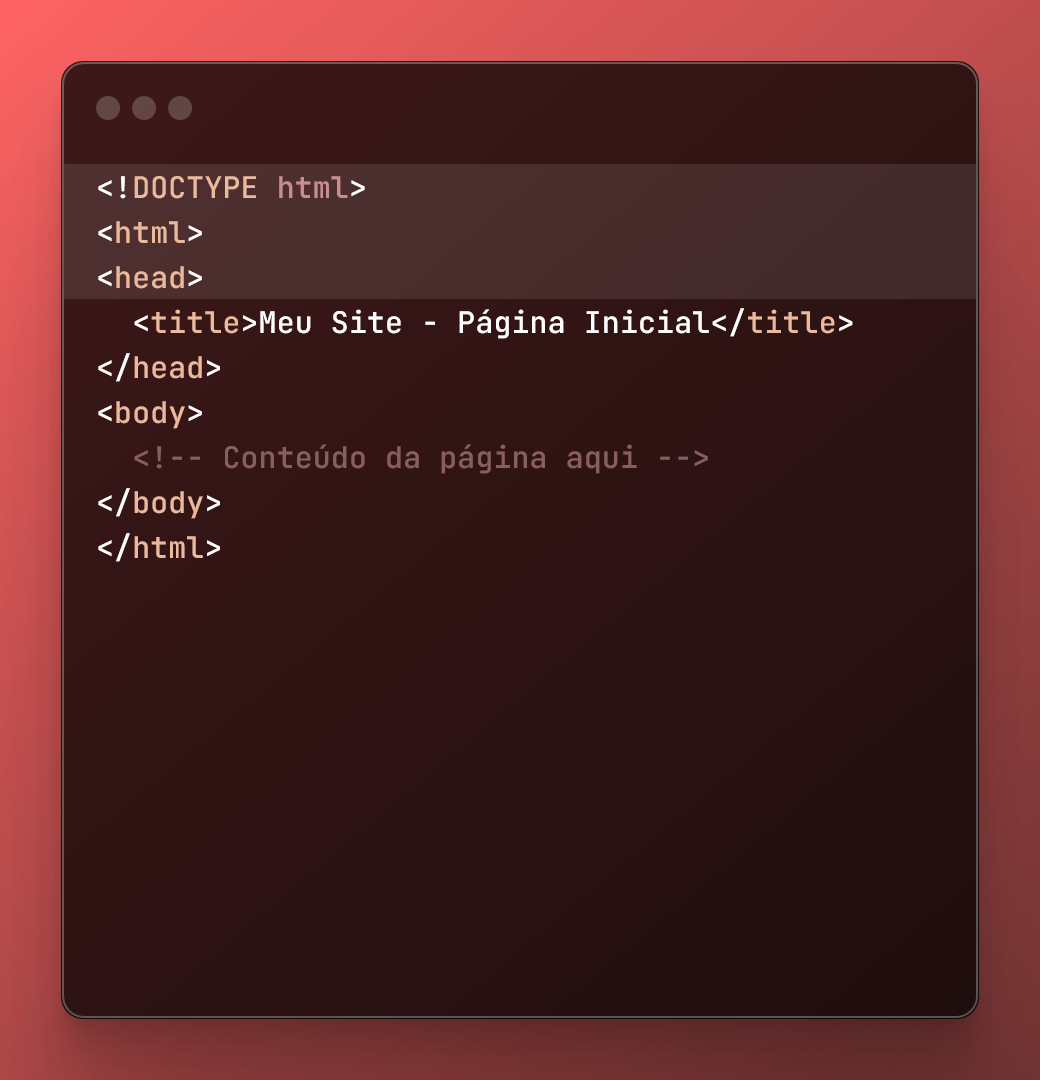 <!DOCTYPE html>
<html>
<head>
  <title>Meu Site - Página Inicial</title>
</head>
<body>
  <!-- Conteúdo da página aqui -->
</body>
</html>